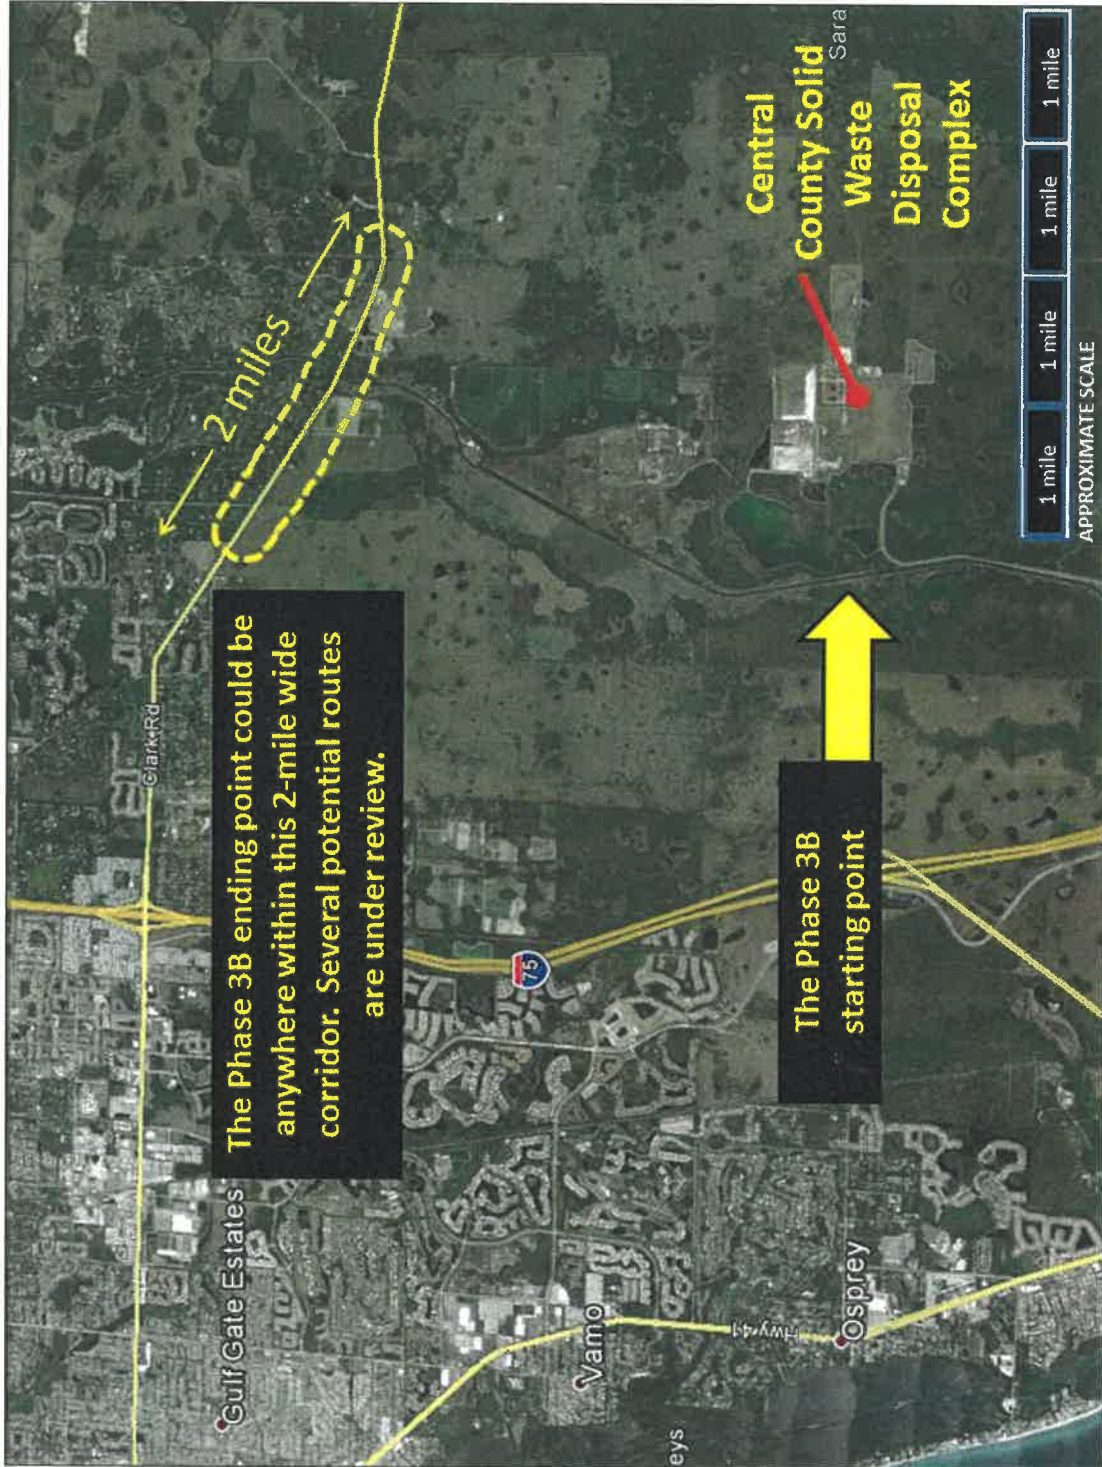 Clark Rd
2 miles
Gulf Gate Estates
The Phase 3B ending point could be
anywhere within this 2-mile wide
corridor. Several potential routes
are under review.
75
Vamo
Hwy 41
Osprey
eys
The Phase 3B
starting point
Central
County Solid
Waste
Disposal
Complex
Sara
1 mile
1 mile
1 mile
1 mile
APPROXIMATE SCALE